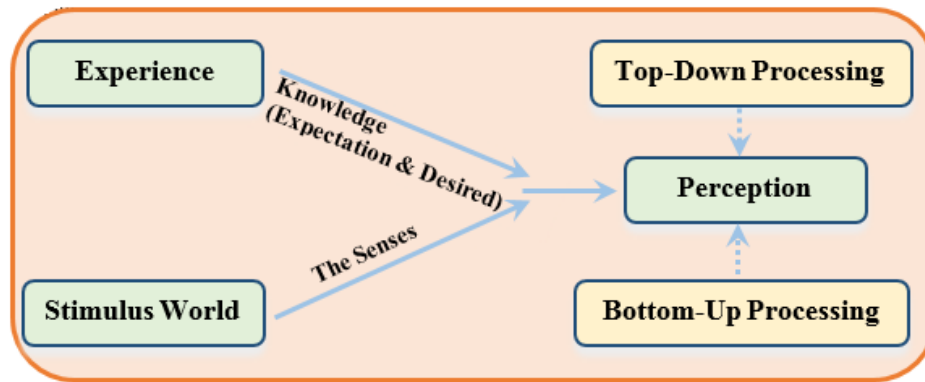 Experience
Top-Down Processing
Knowledge
(Expectation & Desired)
Perception
The Senses
Stimulus World
Bottom-Up Processing